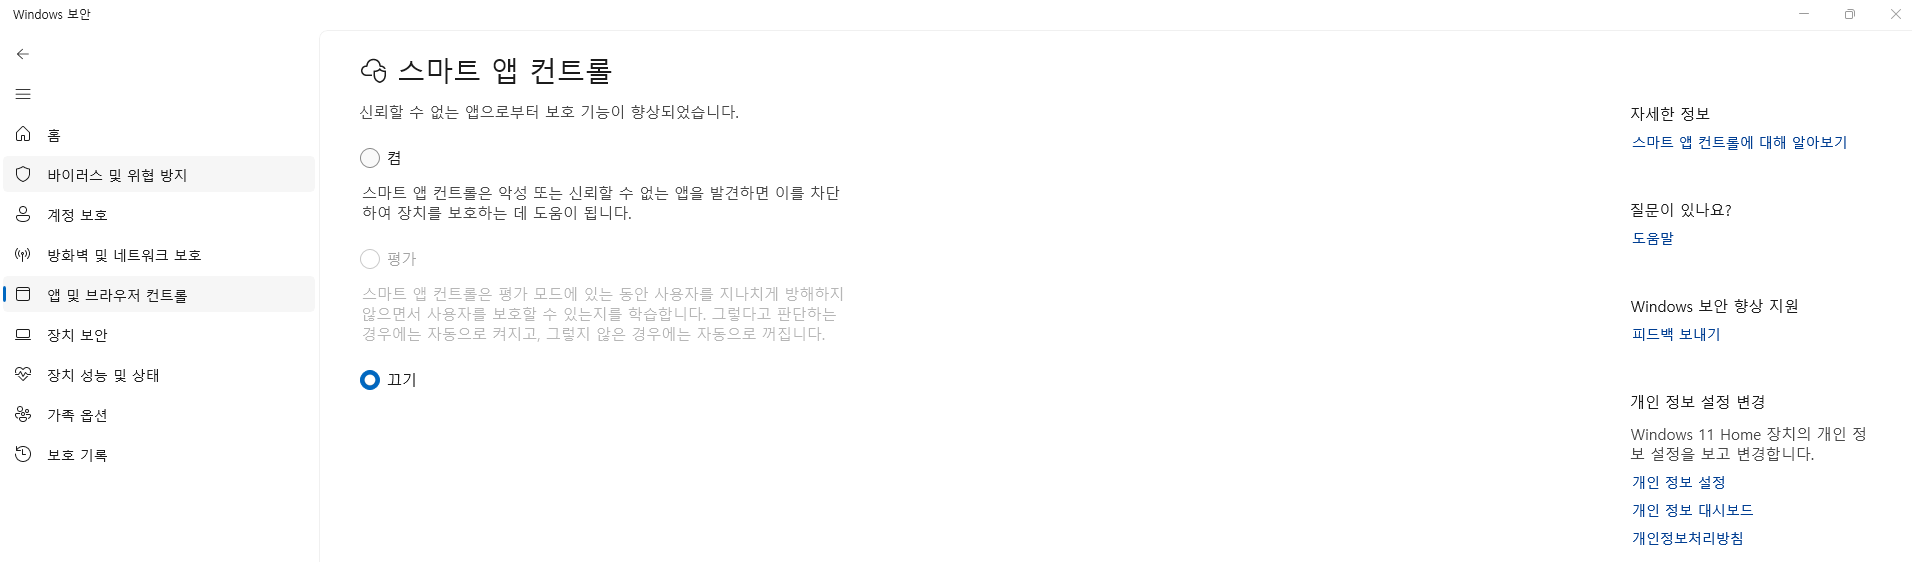 Windows 보안
홈
바이러스 및 위협 방지
계정 보호
방화벽 및 네트워크 보호
앱 및 브라우저 컨트롤
장치 보안
장치 성능 및 상태
가족 옵션
보호 기록
스마트 앱 컨트롤
신뢰할 수 없는 앱으로부터 보호 기능이 향상되었습니다.
켬
스마트 앱 컨트롤은 악성 또는 신뢰할 수 없는 앱을 발견하면 이를 차단
하여 장치를 보호하는 데 도움이 됩니다.
평가
스마트 앱 컨트롤은 평가 모드에 있는 동안 사용자를 지나치게 방해하지
않으면서 사용자를 보호할 수 있는지를 학습합니다. 그렇다고 판단하는
경우에는 자동으로 켜지고, 그렇지 않은 경우에는 자동으로 꺼집니다.
끄기
자세한 정보
스마트 앱 컨트롤에 대해 알아보기
질문이 있나요?
도움말
Windows 보안 향상 지원
피드백 보내기
개인 정보 설정 변경
Windows 11 Home 장치의 개인 정
보 설정을 보고 변경합니다.
개인 정보 설정
개인 정보 대시보드
개인정보처리방침